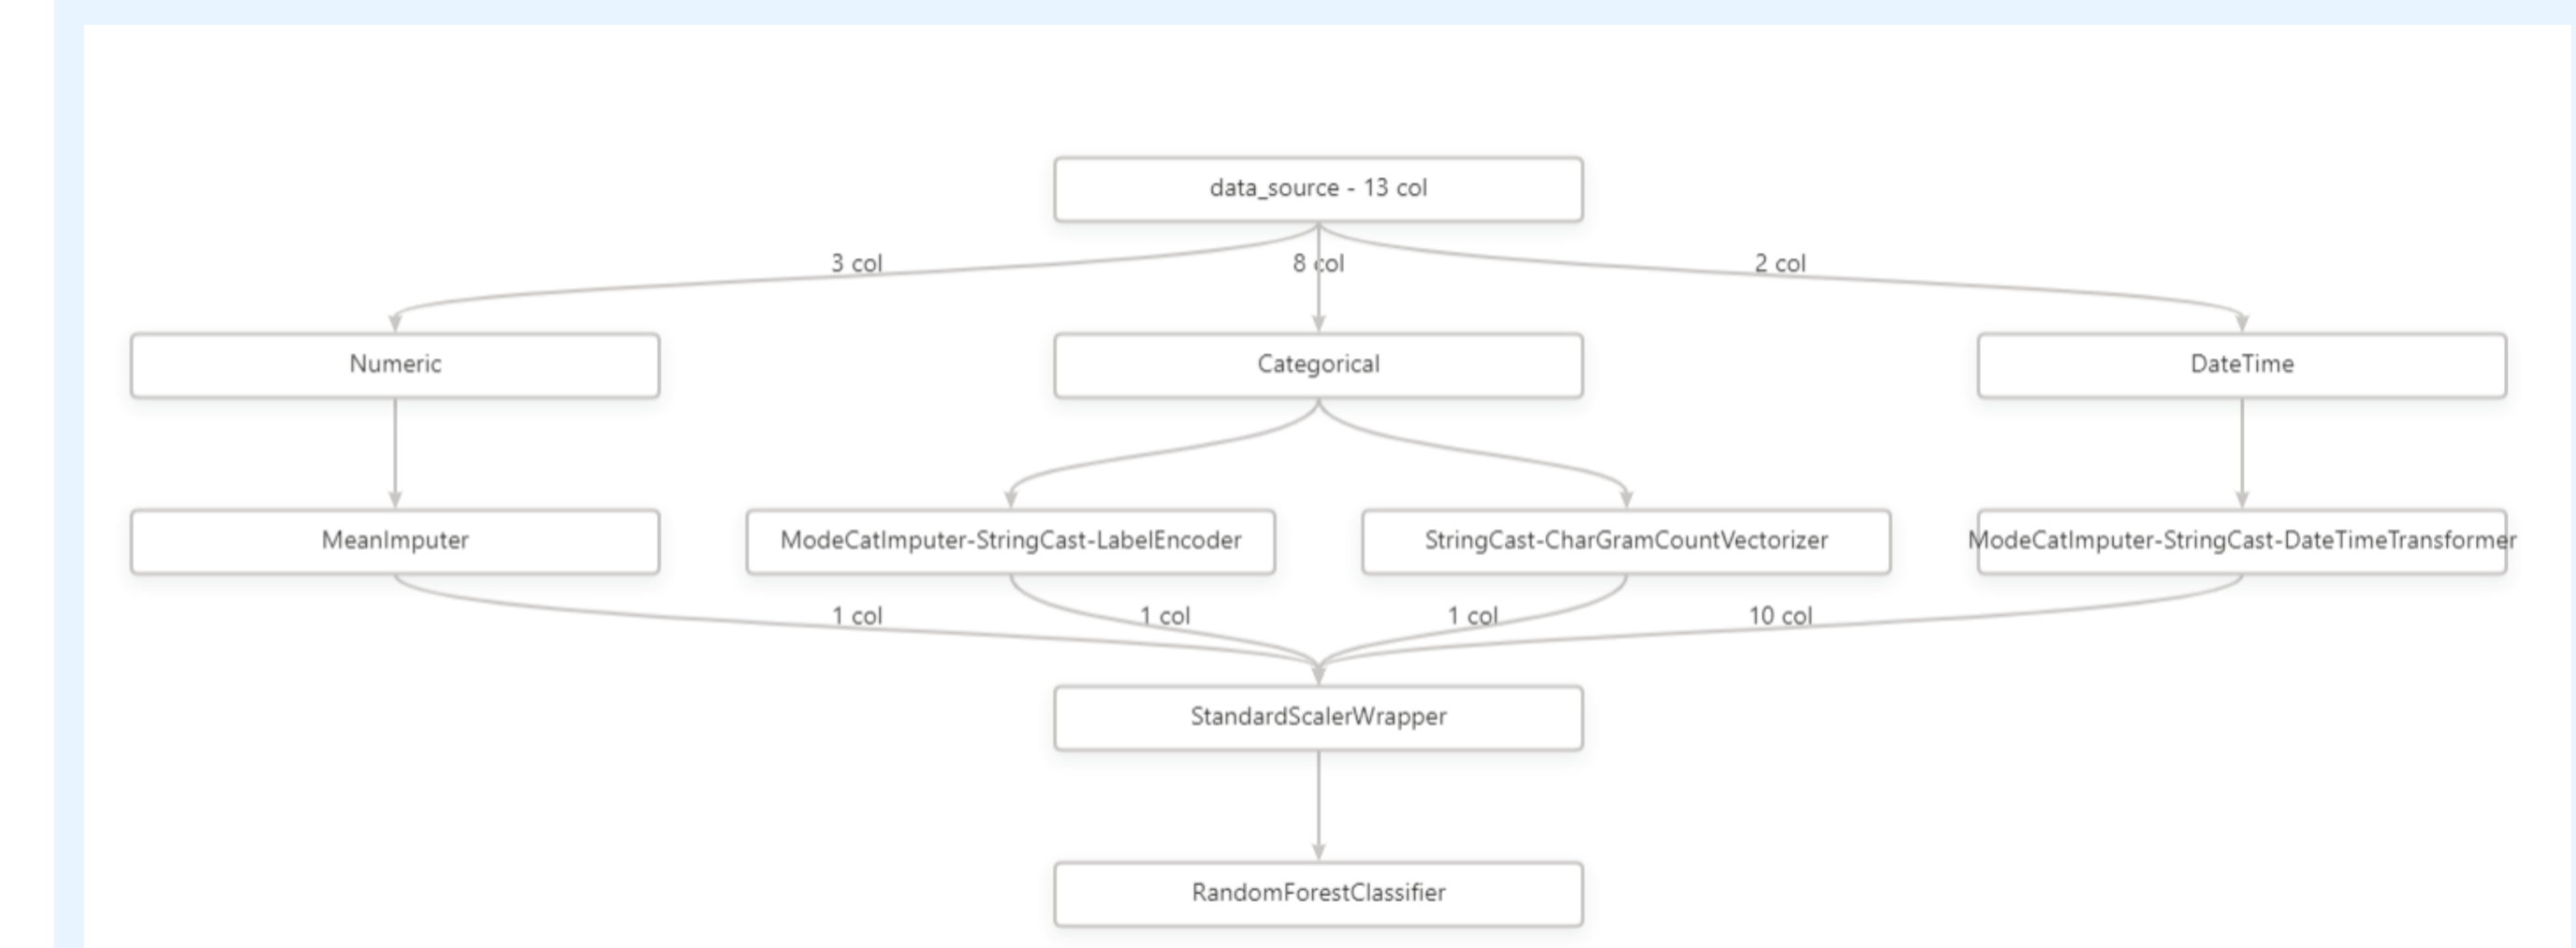 data_source - 13 col
3 col
8 col
2 col
Numeric
Categorical
DateTime
MeanImputer
ModeCatImputer-StringCast-LabelEncoder
StringCast-CharGramCountVectorizer
ModeCatImputer-StringCast-DateTimeTransformer
1 col
1 col
1 col
10 col
StandardScalerWrapper
RandomForestClassifier